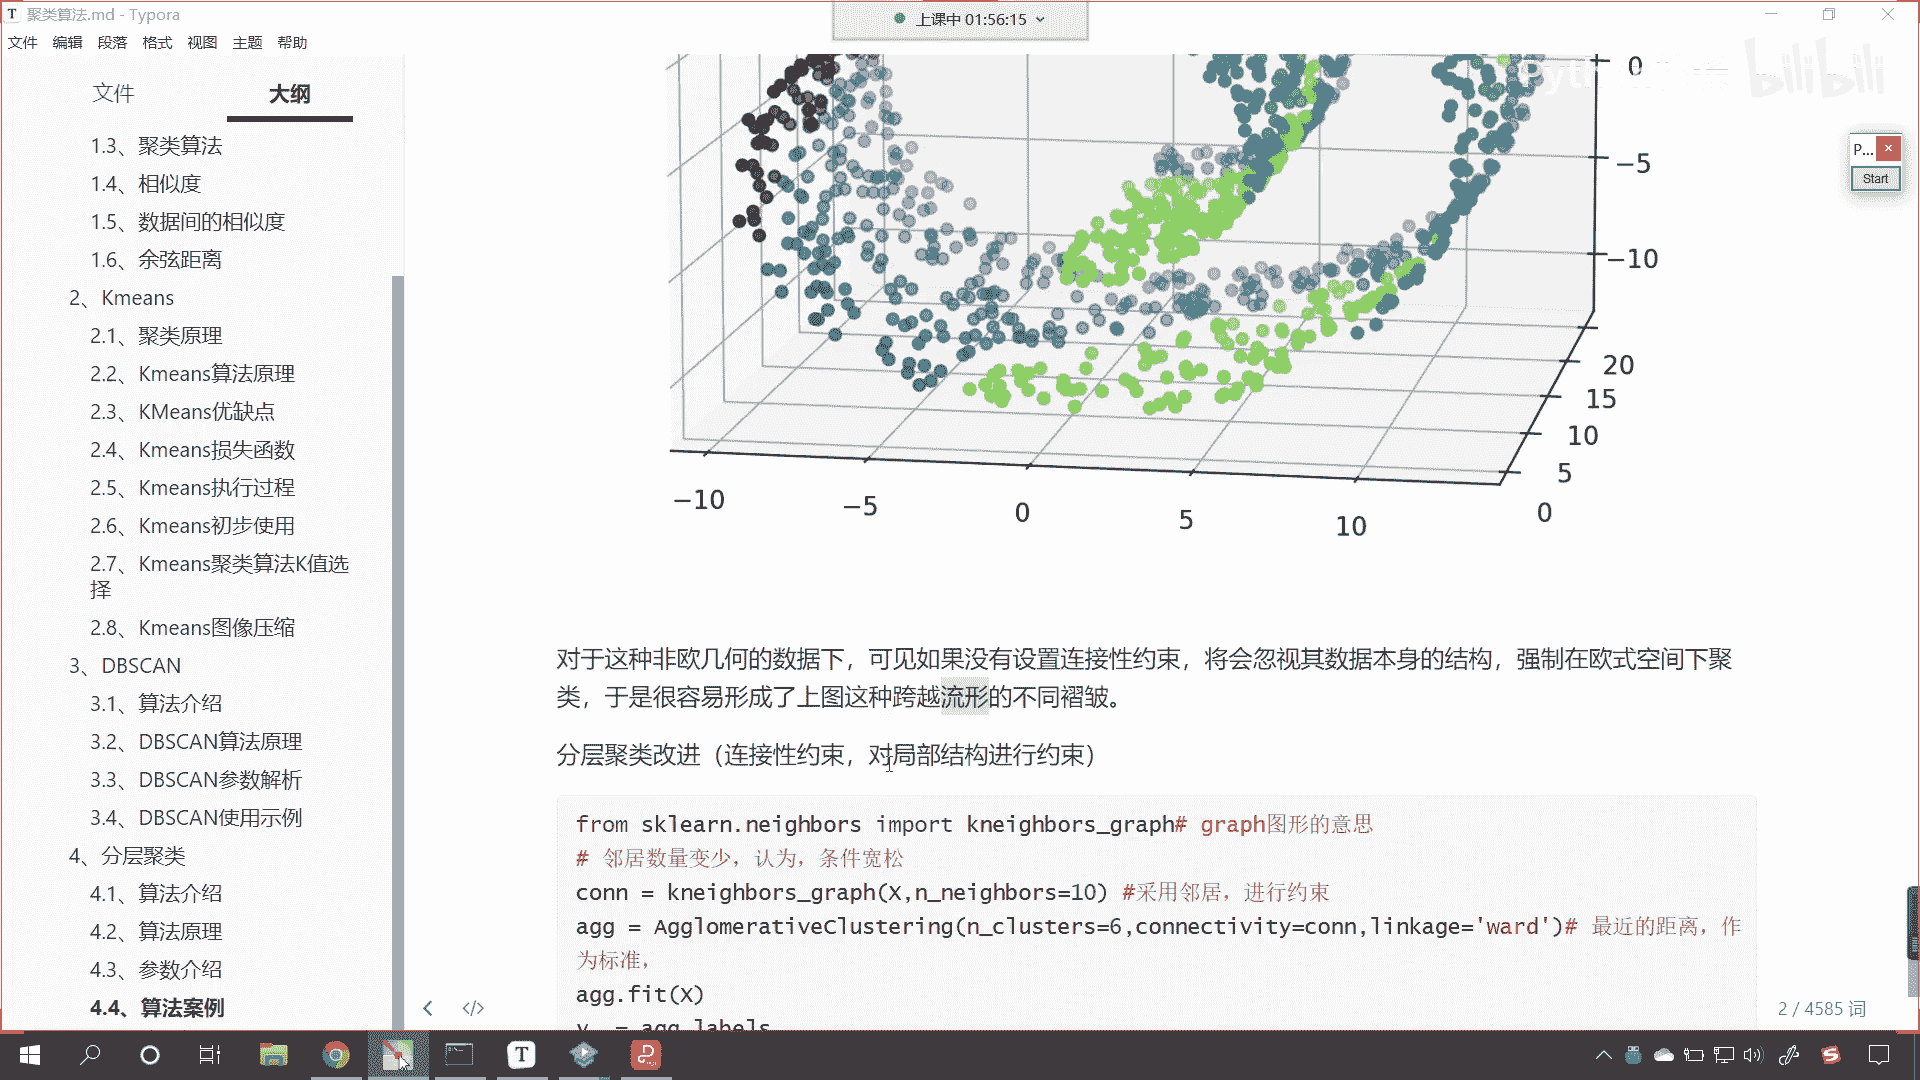 聚类算法.md - Typora
上课中 01:56:15
文件 编辑 段落 格式 视图 主题 帮助
bilibili
P...
Start
文件 大纲
1.3、聚类算法
1.4、相似度
1.5、数据间的相似度
1.6、余弦距离
2、Kmeans
2.1、聚类原理
2.2、Kmeans算法原理
2.3、KMeans优缺点
2.4、Kmeans损失函数
2.5、Kmeans执行过程
2.6、Kmeans初步使用
2.7、Kmeans聚类算法K值选
择
2.8、Kmeans图像压缩
3、DBSCAN
3.1、算法介绍
3.2、DBSCAN算法原理
3.3、DBSCAN参数解析
3.4、DBSCAN使用示例
4、分层聚类
4.1、算法介绍
4.2、算法原理
4.3、参数介绍
4.4、算法案例
0
−5
−10
20
15
10
5
0
−10 −5 0 5 10
对于这种非欧几何的数据下，可见如果没有设置连接性约束，将会忽视其数据本身的结构，强制在欧式空间下聚
类，于是很容易形成了上图这种跨越流形的不同褶皱。
分层聚类改进（连接性约束，对局部结构进行约束）
from sklearn.neighbors import kneighbors_graph# graph图形的意思
# 邻居数量变少，认为，条件宽松
conn = kneighbors_graph(X,n_neighbors=10) #采用邻居，进行约束
agg = AgglomerativeClustering(n_clusters=6,connectivity=conn,linkage='ward')# 最近的距离，作
为标准，
agg.fit(X)
y_ = agg.labels_
2 / 4585 词